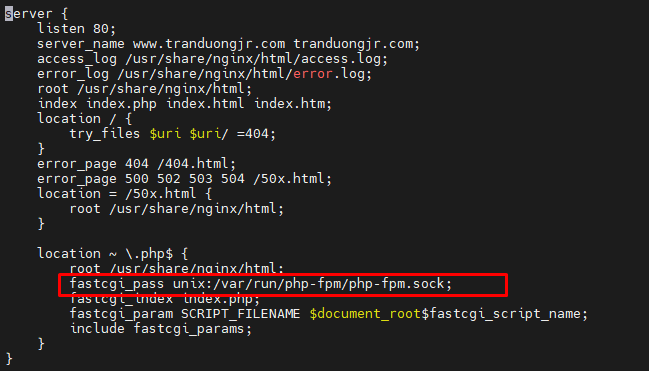 server {
    listen 80;
    server_name www.tranduongjr.com tranduongjr.com;
    access_log /usr/share/nginx/html/access.log;
    error_log /usr/share/nginx/html/error.log;
    root /usr/share/nginx/html;
    index index.php index.html index.htm;
    location / {
        try_files $uri $uri/ =404;
    }
    error_page 404 /404.html;
    error_page 500 502 503 504 /50x.html;
    location = /50x.html {
        root /usr/share/nginx/html;
    }

    location ~ \.php$ {
        root /usr/share/nginx/html;
        fastcgi_pass unix:/var/run/php-fpm/php-fpm.sock;
        fastcgi_index index.php;
        fastcgi_param SCRIPT_FILENAME $document_root$fastcgi_script_name;
        include fastcgi_params;
    }
}